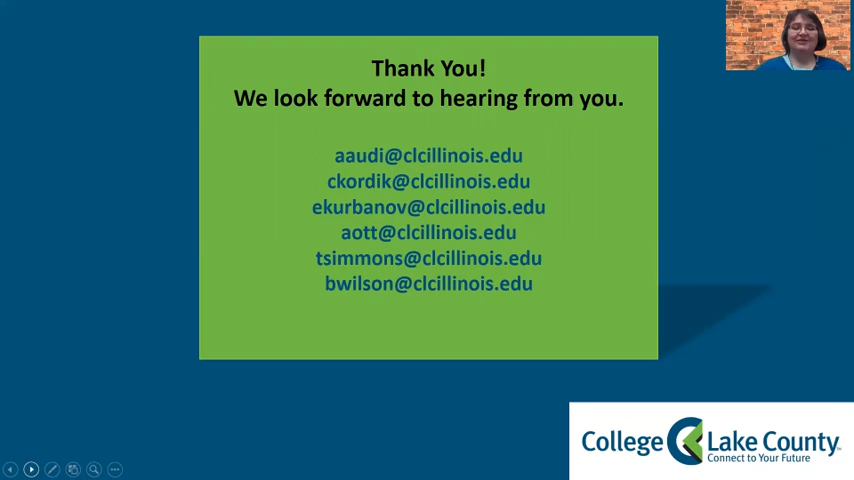 Thank You!
We look forward to hearing from you.
aaudi@clcillinois.edu
ckordik@clcillinois.edu
ekurbanov@clcillinois.edu
aott@clcillinois.edu
tsimmons@clcillinois.edu
bwilson@clcillinois.edu
College Lake County
Connect to Your Future